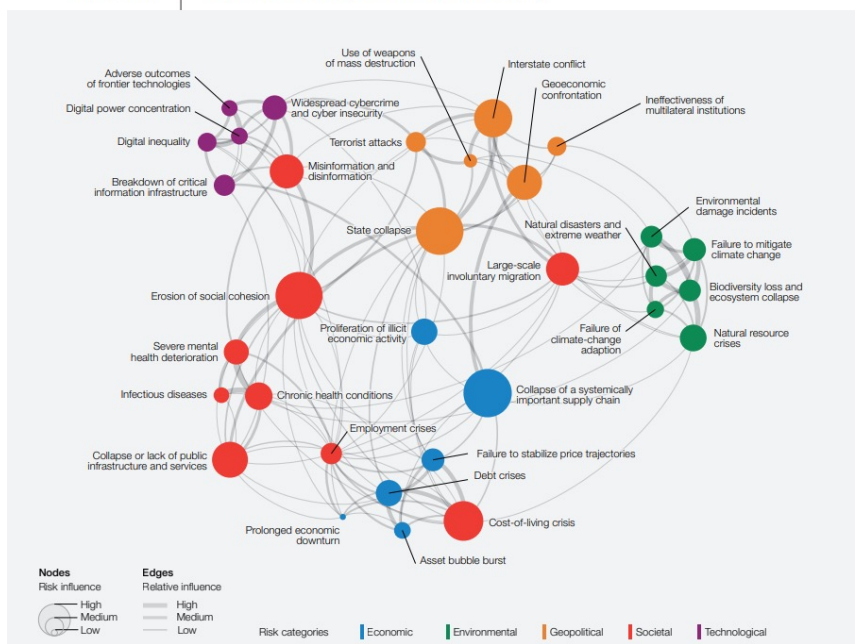 Use of weapons
of mass destruction
Interstate conflict
Adverse outcomes
of frontier technologies
Geoeconomic
confrontation
Ineffectiveness of
multilateral institutions
Digital power concentration
Widespread cybercrime
and cyber insecurity
Digital inequality
Terrorist attacks
Misinformation and
disinformation
Breakdown of critical
information infrastructure
Environmental
damage incidents
Natural disasters and
extreme weather
State collapse
Failure to mitigate
climate change
Large-scale
involuntary migration
Biodiversity loss and
ecosystem collapse
Erosion of social cohesion
Proliferation of illicit
economic activity
Failure of
climate-change
adaption
Natural resource
crises
Severe mental
health deterioration
Infectious diseases
Chronic health conditions
Collapse of a systemically
important supply chain
Employment crises
Collapse or lack of public
infrastructure and services
Failure to stabilize price trajectories
Debt crises
Prolonged economic
downturn
Cost-of-living crisis
Asset bubble burst
Nodes
Risk influence
High
Medium
Low
Edges
Relative influence
High
Medium
Low
Risk categories
Economic
Environmental
Geopolitical
Societal
Technological